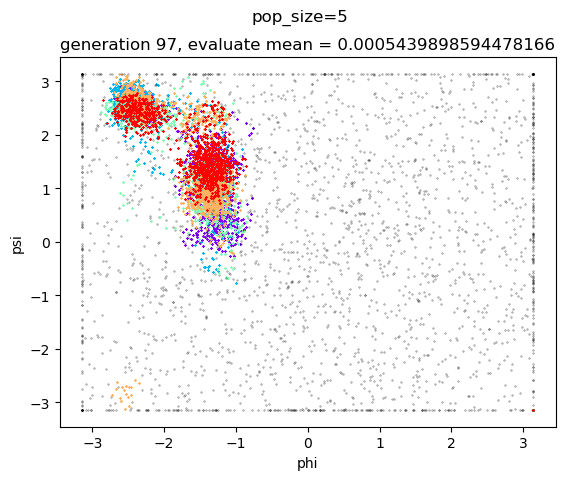 pop_size=5
generation 97, evaluate mean = 0.0005439898594478166
3
2
1
0
−1
−2
−3
psi
−3 −2 −1 0 1 2 3
phi